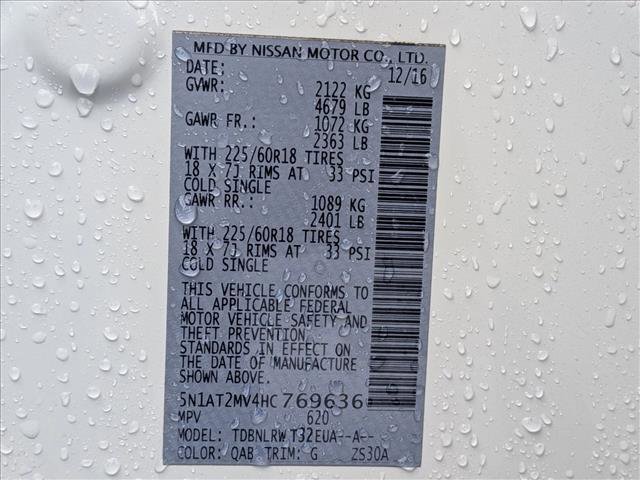 MFD BY NISSAN MOTOR CO., LTD.
DATE: 12/16
GVWR: 2122 KG
4679 LB
GAWR FR.: 1072 KG
2363 LB
WITH 225/60R18 TIRES
18 X 7J RIMS AT 33 PSI
COLD SINGLE
GAWR RR.: 1089 KG
2401 LB
WITH 225/60R18 TIRES
18 X 7J RIMS AT 33 PSI
COLD SINGLE
THIS VEHICLE CONFORMS TO
ALL APPLICABLE FEDERAL
MOTOR VEHICLE SAFETY AND
THEFT PREVENTION
STANDARDS IN EFFECT ON
THE DATE OF MANUFACTURE
SHOWN ABOVE.
5N1AT2MV4HC769636
MPV 620
MODEL: TDBNLRW T32EUA--A--
COLOR: QAB TRIM: G ZS30A